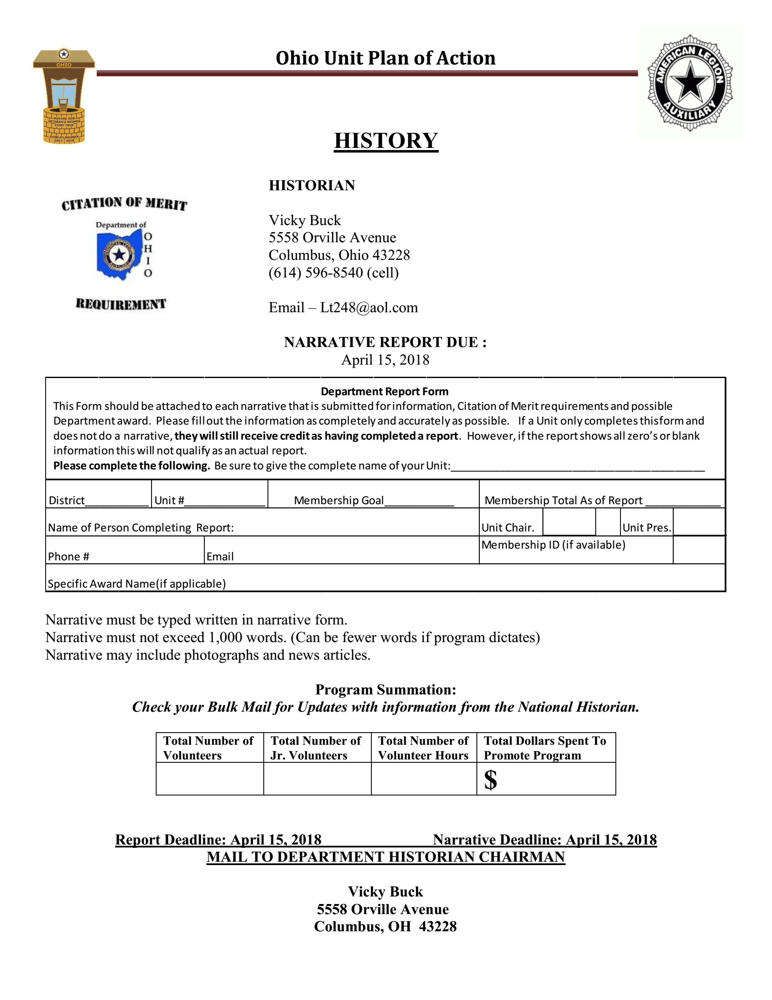 Ohio Unit Plan of Action
OHIO
MAKING OUR
VETERAN'S WISHES
COME TRUE
SHIRLEY MAURER
2017 - 2018
AMERICAN LEGION
AUXILIARY
HISTORY
CITATION OF MERIT
Department of
OHIO
AMERICAN LEGION
AUXILIARY
REQUIREMENT
HISTORIAN
Vicky Buck
5558 Orville Avenue
Columbus, Ohio 43228
(614) 596-8540 (cell)
Email – Lt248@aol.com
NARRATIVE REPORT DUE :
April 15, 2018
Department Report Form
This Form should be attached to each narrative that is submitted for information, Citation of Merit requirements and possible
Department award. Please fill out the information as completely and accurately as possible. If a Unit only completes this form and
does not do a narrative, they will still receive credit as having completed a report. However, if the report shows all zero's or blank
information this will not qualify as an actual report.
Please complete the following. Be sure to give the complete name of your Unit:____________________________________________
District___________ Unit #______________ Membership Goal____________ Membership Total As of Report _____________
Name of Person Completing Report: Unit Chair. Unit Pres.
Phone # Email Membership ID (if available)
Specific Award Name(if applicable)
Narrative must be typed written in narrative form.
Narrative must not exceed 1,000 words. (Can be fewer words if program dictates)
Narrative may include photographs and news articles.
Program Summation:
Check your Bulk Mail for Updates with information from the National Historian.
Total Number of Volunteers
Total Number of Jr. Volunteers
Total Number of Volunteer Hours
Total Dollars Spent To Promote Program
$
Report Deadline: April 15, 2018 Narrative Deadline: April 15, 2018
MAIL TO DEPARTMENT HISTORIAN CHAIRMAN
Vicky Buck
5558 Orville Avenue
Columbus, OH 43228